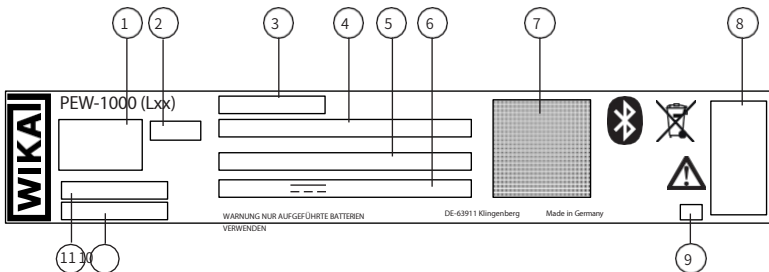 1 2 3 4 5 6 7 8
WIKA
PEW-1000 (Lxx)
WARNUNG NUR AUFGEFÜHRTE BATTERIEN
VERWENDEN
DE-63911 Klingenberg Made in Germany
11 10 9